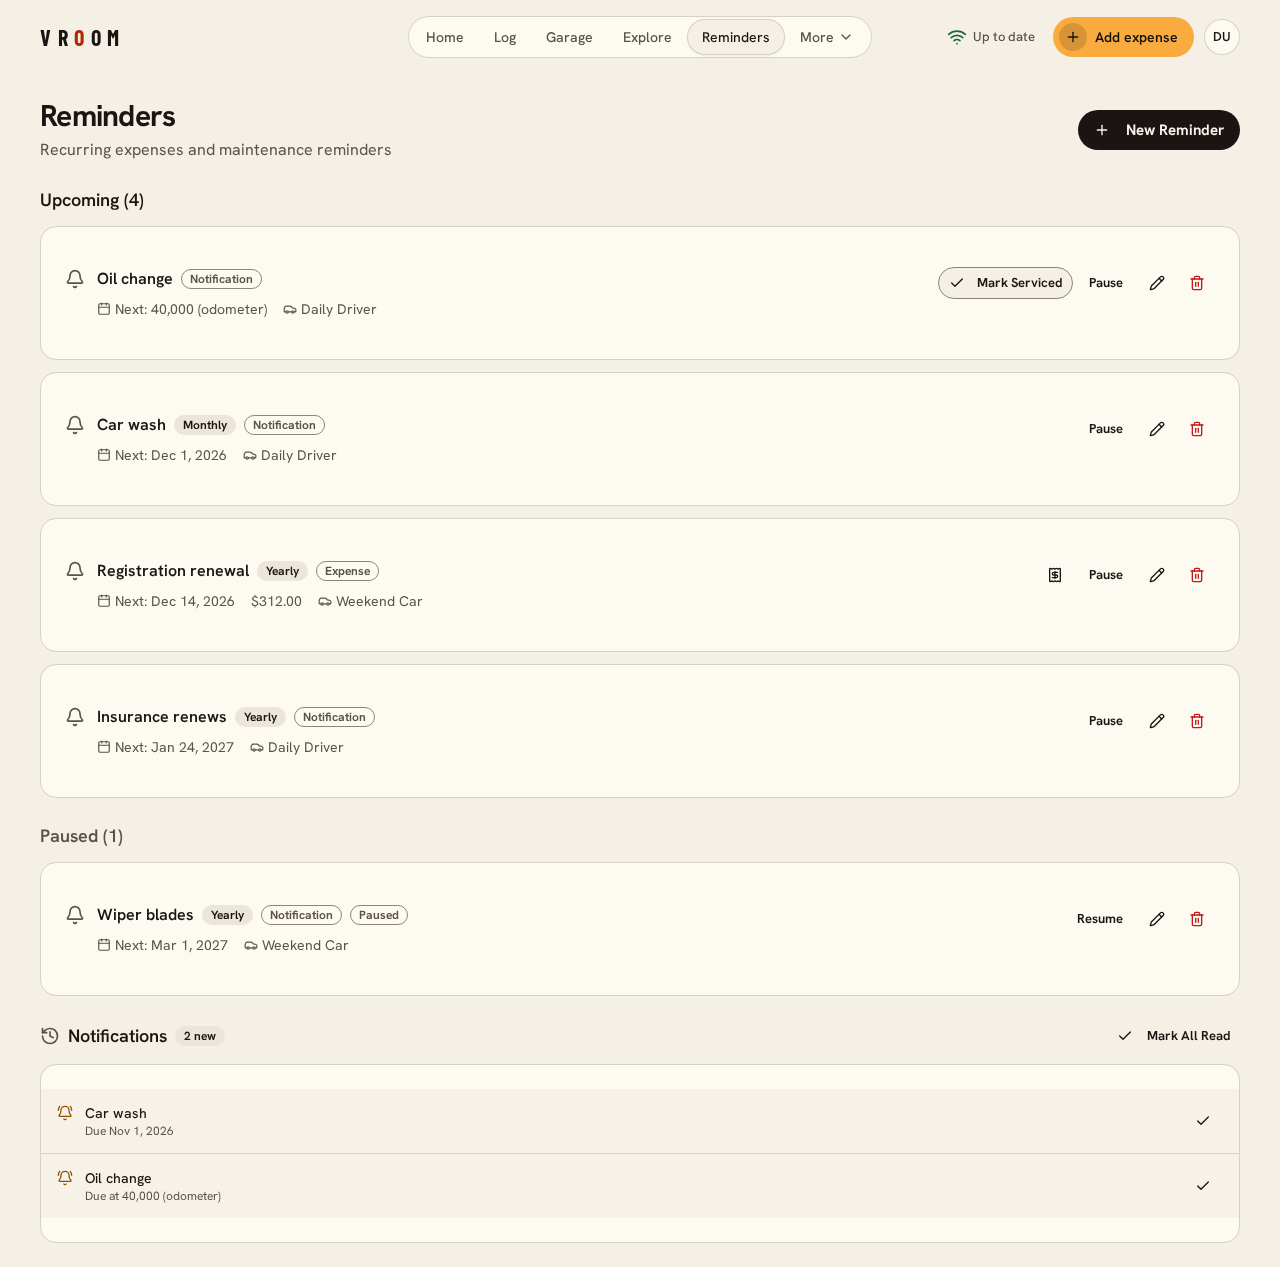 VROOM
Home Log Garage Explore Reminders More
Up to date
Add expense
DU
Reminders
Recurring expenses and maintenance reminders
New Reminder
Upcoming (4)
Oil change Notification
Next: 40,000 (odometer) Daily Driver
Mark Serviced Pause
Car wash Monthly Notification
Next: Dec 1, 2026 Daily Driver
Pause
Registration renewal Yearly Expense
Next: Dec 14, 2026 $312.00 Weekend Car
Pause
Insurance renews Yearly Notification
Next: Jan 24, 2027 Daily Driver
Pause
Paused (1)
Wiper blades Yearly Notification Paused
Next: Mar 1, 2027 Weekend Car
Resume
Notifications 2 new
Mark All Read
Car wash
Due Nov 1, 2026
Oil change
Due at 40,000 (odometer)